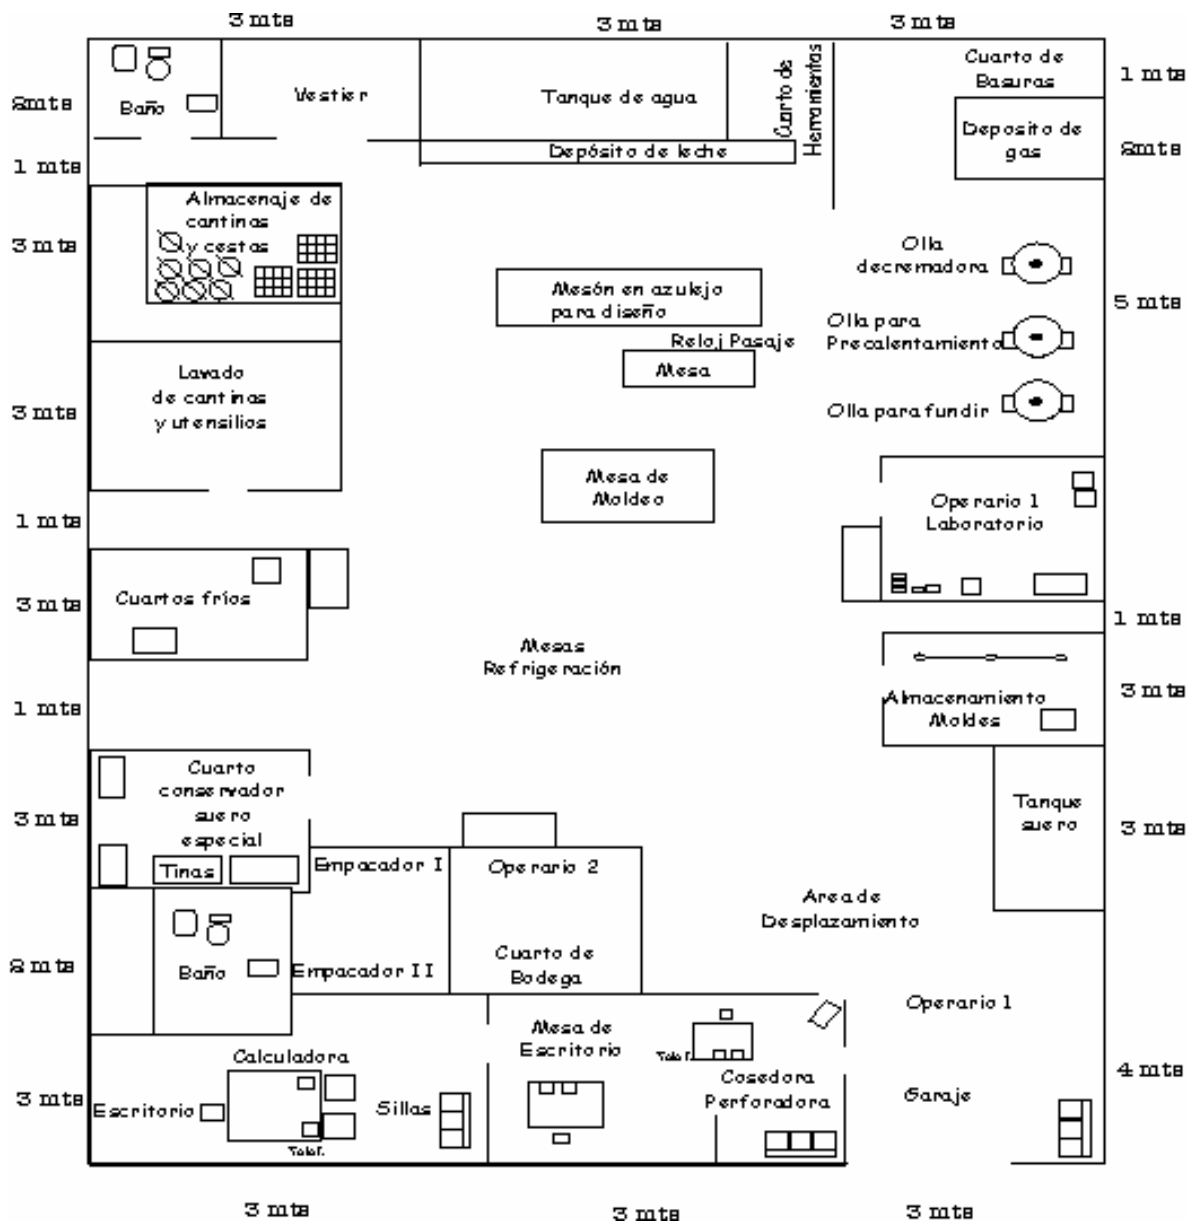 3 mts
3 mts
3 mts
Cuarto de
Basuras
1 mts
2mts
Baño
Vestier
Tanque de agua
Cuarto de
Herramientas
Deposito de
gas
2mts
1 mts
Depósito de leche
Almacenaje de
cantinas
y cestas
3 mts
Olla
decremadora
Mesón en azulejo
para diseño
5 mts
Olla para
Precalentamiento
Reloj Pasaje
Mesa
Lavado
de cantinas
y utensilios
3 mts
Olla para fundir
Mesa de
Moldeo
Operario 1
Laboratorio
1 mts
Cuartos fríos
3 mts
1 mts
Mesas
Refrigeración
3 mts
Almacenamiento
Moldes
1 mts
Cuarto
conservador
suero
especial
3 mts
Tinas
Tanque
suero
3 mts
Empacador I
Operario 2
Area de
Desplazamiento
2 mts
Baño
Empacador II
Cuarto de
Bodega
Operario 1
Mesa de
Escritorio
Telef.
Calculadora
Cosedora
Perforadora
4 mts
Garaje
3 mts
Escritorio
Sillas
Telef.
3 mts
3 mts
3 mts